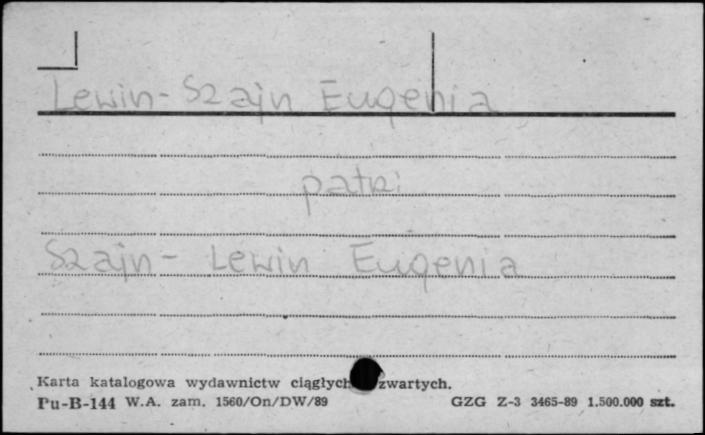 Lewin-Szajn Eugenia
patrz:
Szajn-Lewin Eugenia
Karta katalogowa wydawnictw ciągłych zwartych.
Pu-B-144 W.A. zam. 1560/On/DW/89 GZG Z-3 3465-89 1.500.000 szt.